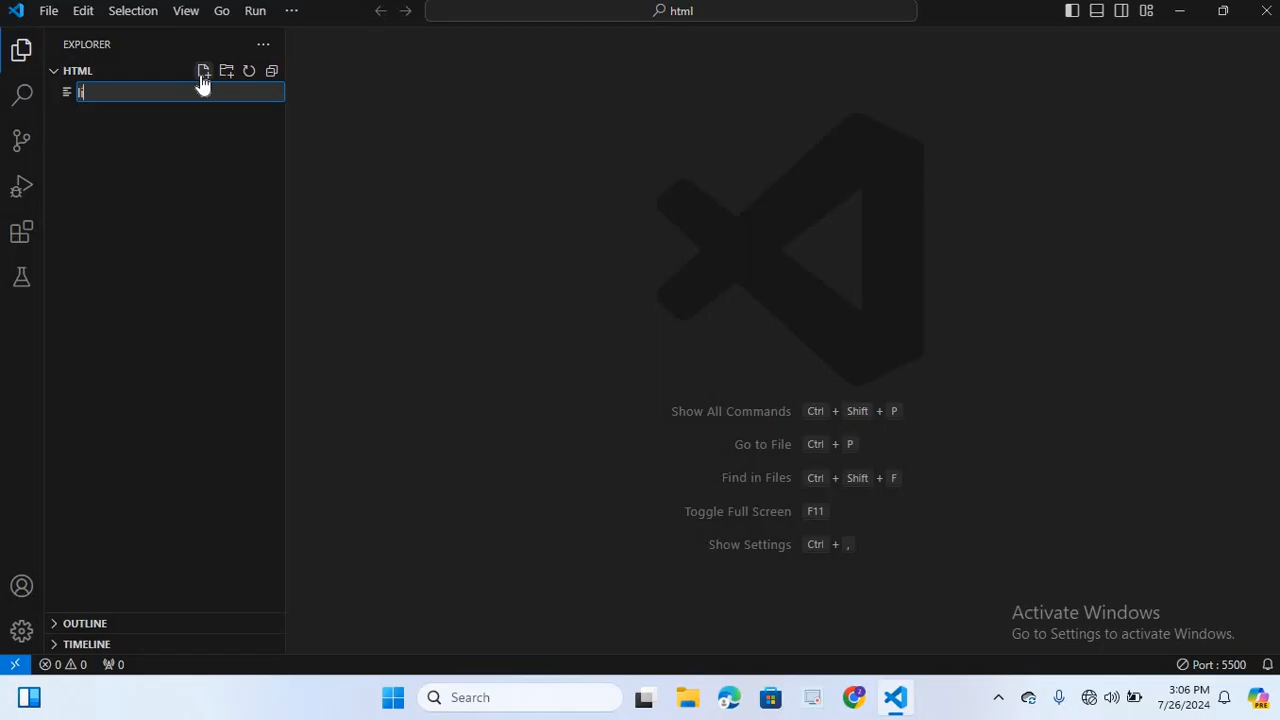 File Edit Selection View Go Run ··· html
EXPLORER ···
HTML
li
Show All Commands Ctrl + Shift + P
Go to File Ctrl + P
Find in Files Ctrl + Shift + F
Toggle Full Screen F11
Show Settings Ctrl + ,
OUTLINE
TIMELINE
Activate Windows
Go to Settings to activate Windows.
0 0 0 Port : 5500
Search
3:06 PM
7/26/2024
PRE